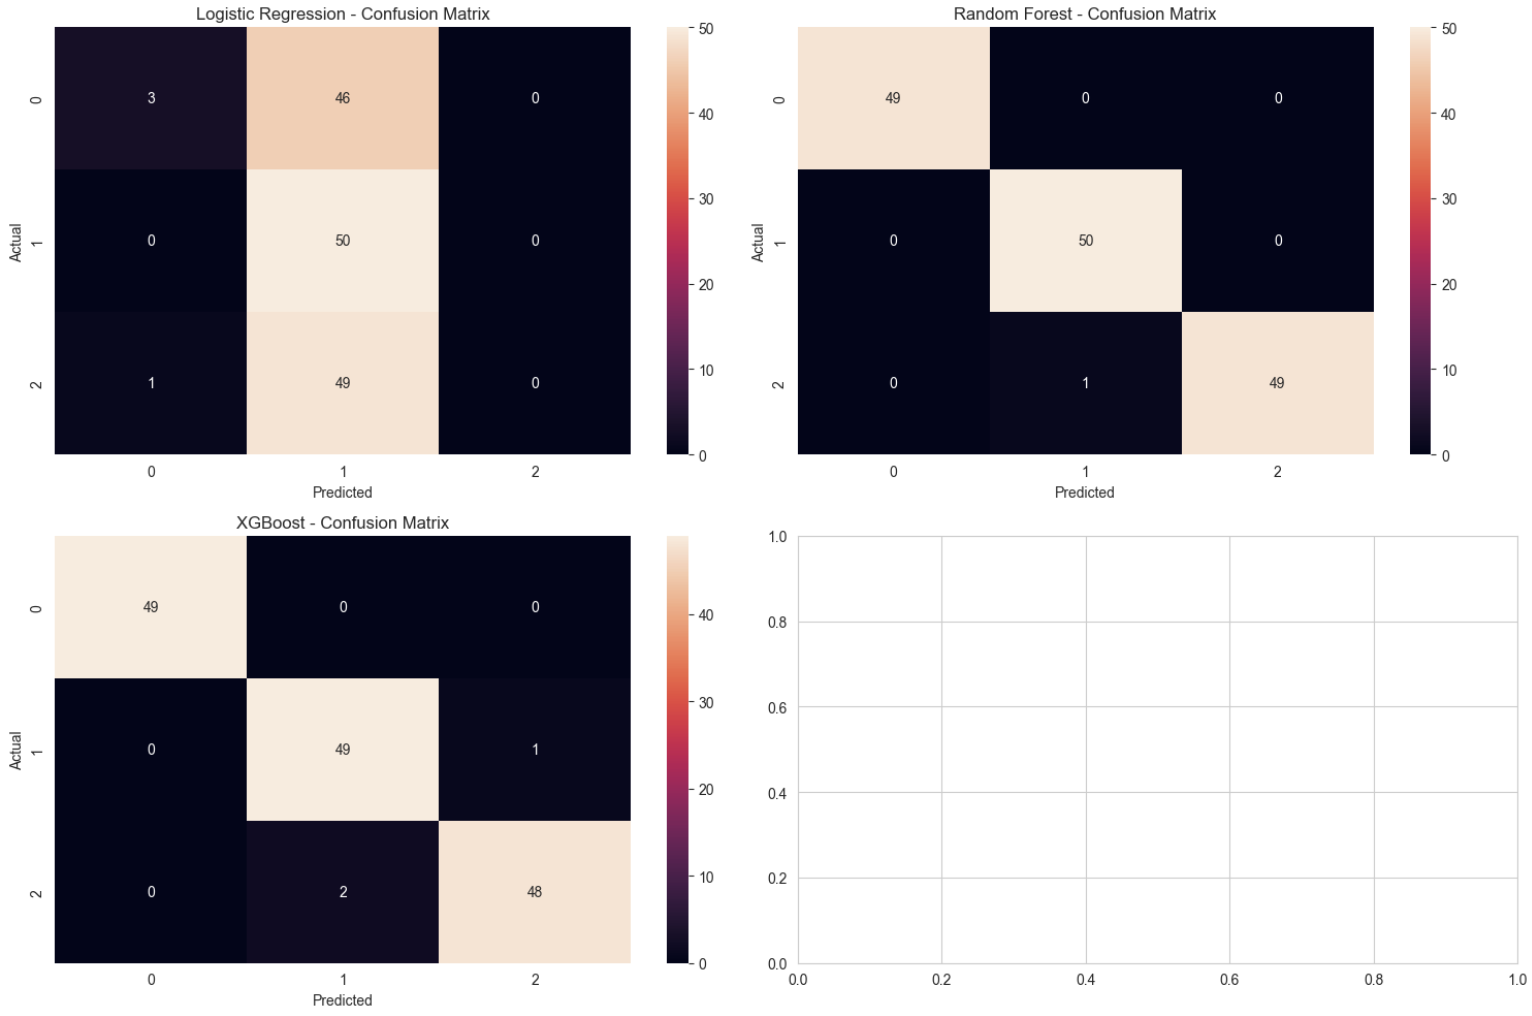 Logistic Regression - Confusion Matrix
50
40
30
20
10
0
0
1
2
Actual
3 46 0
0 50 0
1 49 0
0 1 2
Predicted
Random Forest - Confusion Matrix
50
40
30
20
10
0
0
1
2
Actual
49 0 0
0 50 0
0 1 49
0 1 2
Predicted
XGBoost - Confusion Matrix
40
30
20
10
0
0
1
2
Actual
49 0 0
0 49 1
0 2 48
0 1 2
Predicted
1.0
0.8
0.6
0.4
0.2
0.0
0.0 0.2 0.4 0.6 0.8 1.0